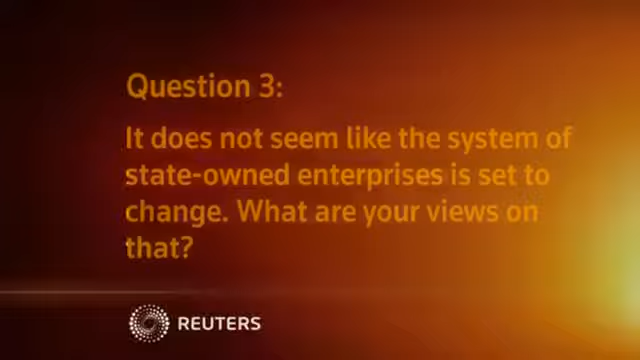 Question 3:
It does not seem like the system of
state-owned enterprises is set to
change. What are your views on
that?
REUTERS